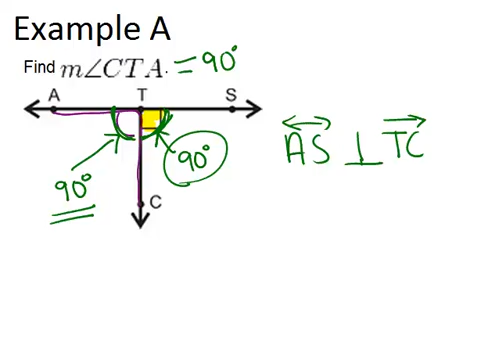 Example A
Find m∠CTA. = 90°
A T S
90° 90° AS ⊥ TC
C